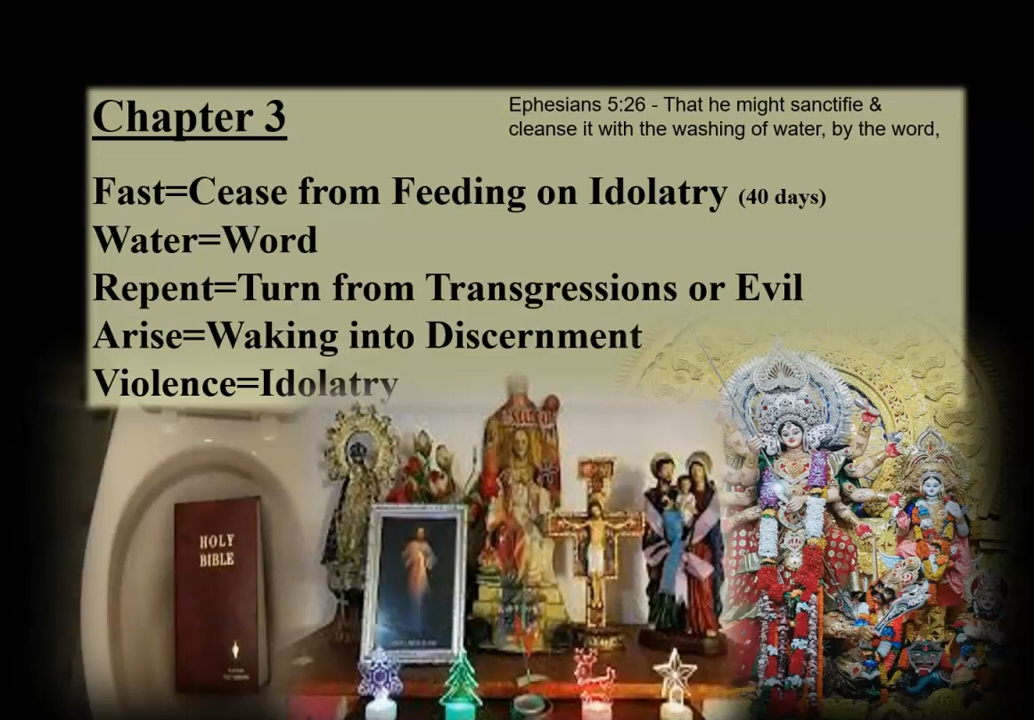 Chapter 3
Ephesians 5:26 - That he might sanctifie &
cleanse it with the washing of water, by the word,
Fast=Cease from Feeding on Idolatry (40 days)
Water=Word
Repent=Turn from Transgressions or Evil
Arise=Waking into Discernment
Violence=Idolatry
HOLY
BIBLE